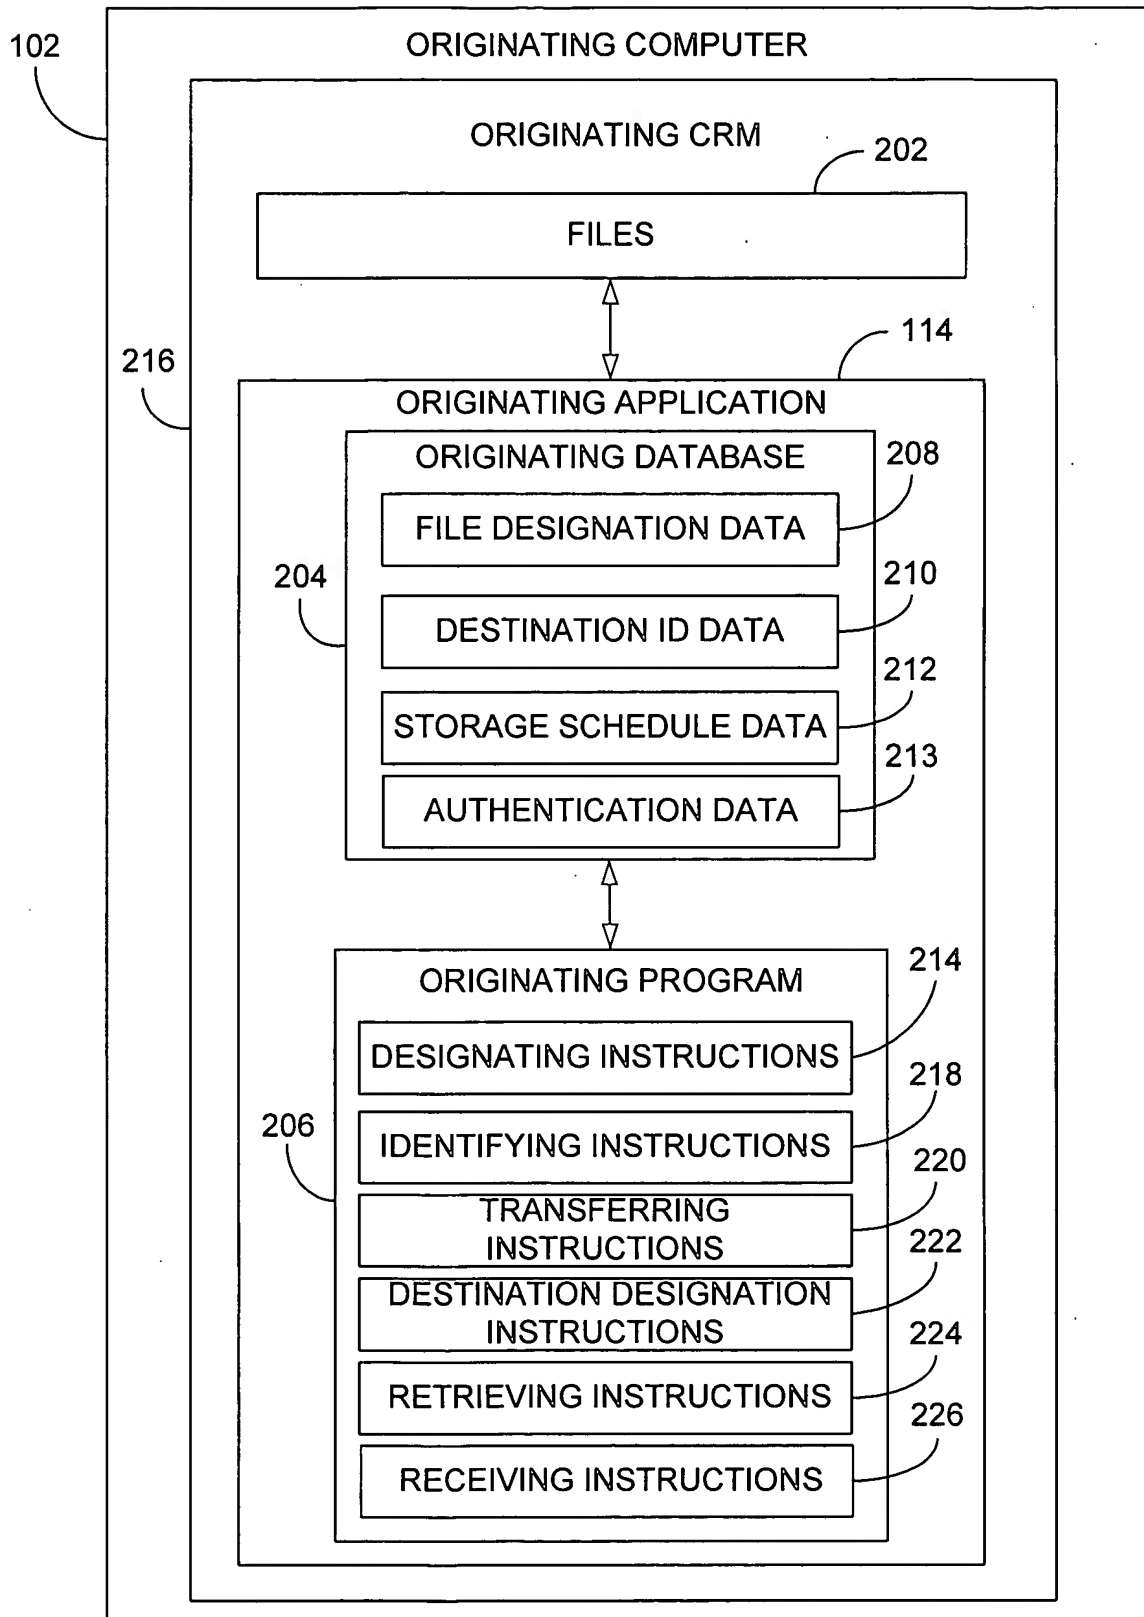 102
ORIGINATING COMPUTER
ORIGINATING CRM
202
FILES
114
216
ORIGINATING APPLICATION
ORIGINATING DATABASE
208
FILE DESIGNATION DATA
204
210
DESTINATION ID DATA
212
STORAGE SCHEDULE DATA
213
AUTHENTICATION DATA
ORIGINATING PROGRAM
214
DESIGNATING INSTRUCTIONS
218
206
IDENTIFYING INSTRUCTIONS
220
TRANSFERRING
INSTRUCTIONS
222
DESTINATION DESIGNATION
INSTRUCTIONS
224
RETRIEVING INSTRUCTIONS
226
RECEIVING INSTRUCTIONS